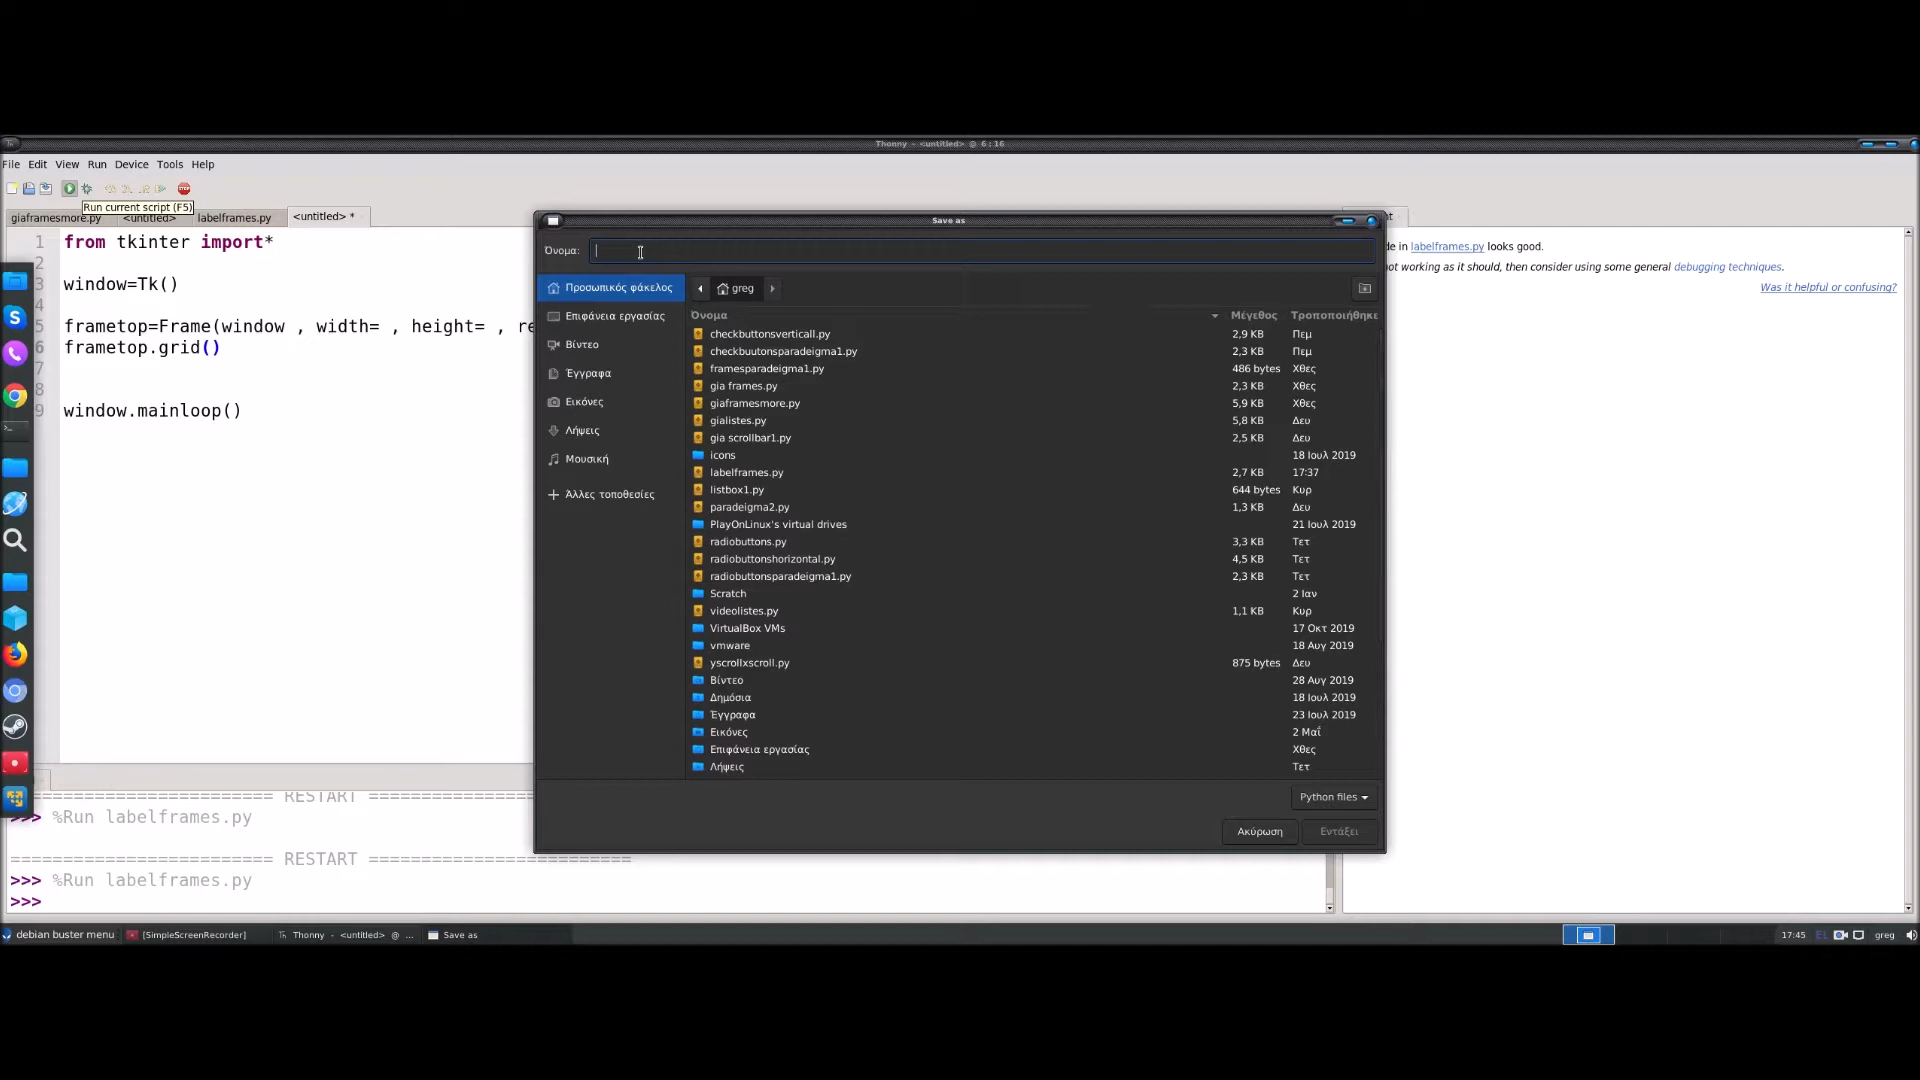 Thonny - <untitled> @ 6 : 16
File Edit View Run Device Tools Help
Run current script (F5)
giaframesmore.py <untitled> labelframes.py <untitled> *
1 from tkinter import*
2
3 window=Tk()
4
5 frametop=Frame(window , width= , height= , re
6 frametop.grid()
7
8
9 window.mainloop()
Save as
Όνομα:
Προσωπικός φάκελος
Επιφάνεια εργασίας
Βίντεο
Έγγραφα
Εικόνες
Λήψεις
Μουσική
Άλλες τοποθεσίες
greg
Όνομα Μέγεθος Τροποποιήθηκε
checkbuttonsverticall.py 2,9 KB Πεμ
checkbuutonsparadeigma1.py 2,3 KB Πεμ
framesparadeigma1.py 486 bytes Χθες
gia frames.py 2,3 KB Χθες
giaframesmore.py 5,9 KB Χθες
gialistes.py 5,8 KB Δευ
gia scrollbar1.py 2,5 KB Δευ
icons 18 Ιουλ 2019
labelframes.py 2,7 KB 17:37
listbox1.py 644 bytes Κυρ
paradeigma2.py 1,3 KB Δευ
PlayOnLinux's virtual drives 21 Ιουλ 2019
radiobuttons.py 3,3 KB Τετ
radiobuttonshorizontal.py 4,5 KB Τετ
radiobuttonsparadeigma1.py 2,3 KB Τετ
Scratch 2 Ιαν
videolistes.py 1,1 KB Κυρ
VirtualBox VMs 17 Οκτ 2019
vmware 18 Αυγ 2019
yscrollxscroll.py 875 bytes Δευ
Βίντεο 28 Αυγ 2019
Δημόσια 18 Ιουλ 2019
Έγγραφα 23 Ιουλ 2019
Εικόνες 2 Μαΐ
Επιφάνεια εργασίας Χθες
Λήψεις Τετ
Python files
Ακύρωση Εντάξει
nt
de in labelframes.py looks good.
not working as it should, then consider using some general debugging techniques.
Was it helpful or confusing?
======================== RESTART ================
>>> %Run labelframes.py
========================= RESTART =========================
>>> %Run labelframes.py
>>>
debian buster menu [SimpleScreenRecorder] Thonny - <untitled> @ ... Save as 17:45 EL greg